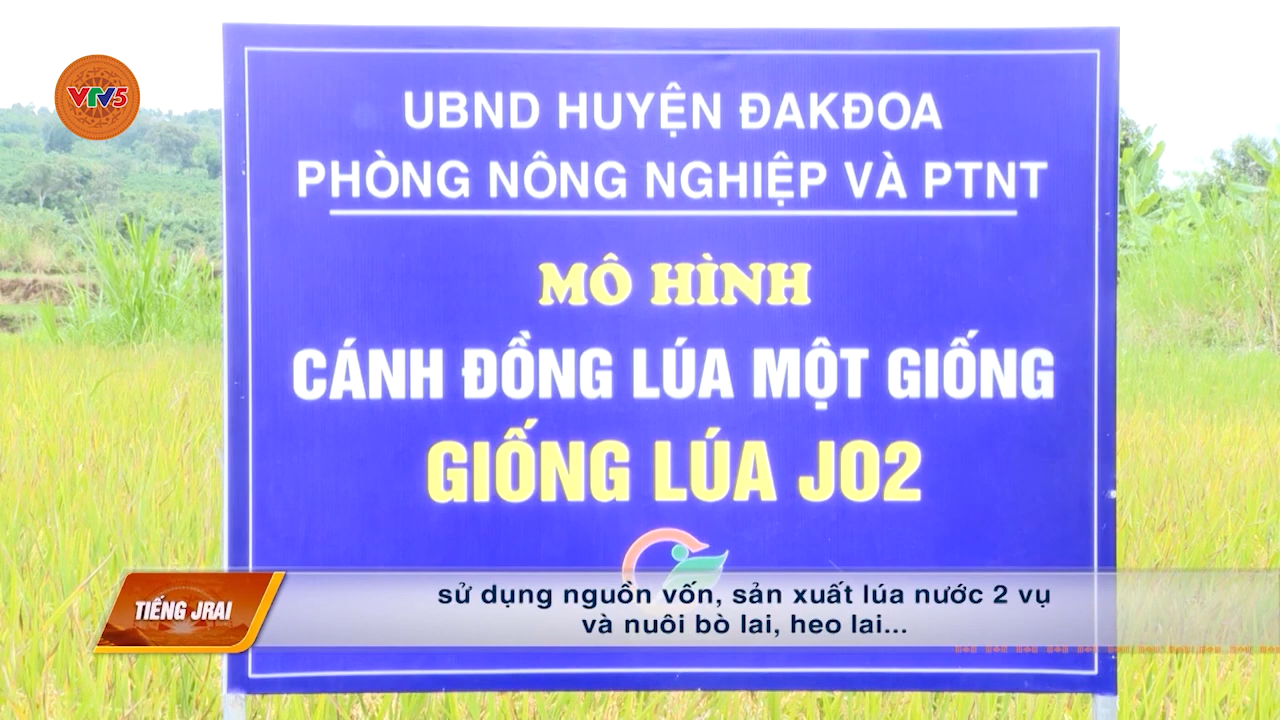 VTV5
UBND HUYỆN ĐAKĐOA
PHÒNG NÔNG NGHIỆP VÀ PTNT
MÔ HÌNH
CÁNH ĐỒNG LÚA MỘT GIỐNG
GIỐNG LÚA J02
TIẾNG JRAI
sử dụng nguồn vốn, sản xuất lúa nước 2 vụ
và nuôi bò lai, heo lai...